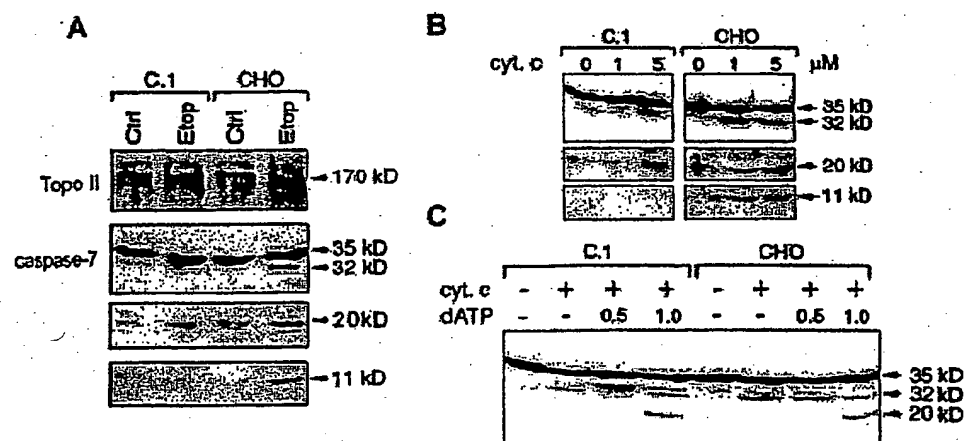 A
C.1 CHO
Ctrl Etop Ctrl Etop
Topo II
170 kD
caspase-7
35 kD
32 kD
20kD
11 kD
B
C.1 CHO
cyt. c 0 1 5 0 1 5 μM
35 kD
32 kD
20 kD
11 kD
C
C.1 CHO
cyt. c - + + + - + + +
dATP - - 0.5 1.0 - - 0.5 1.0
35 kD
32 kD
20 kD